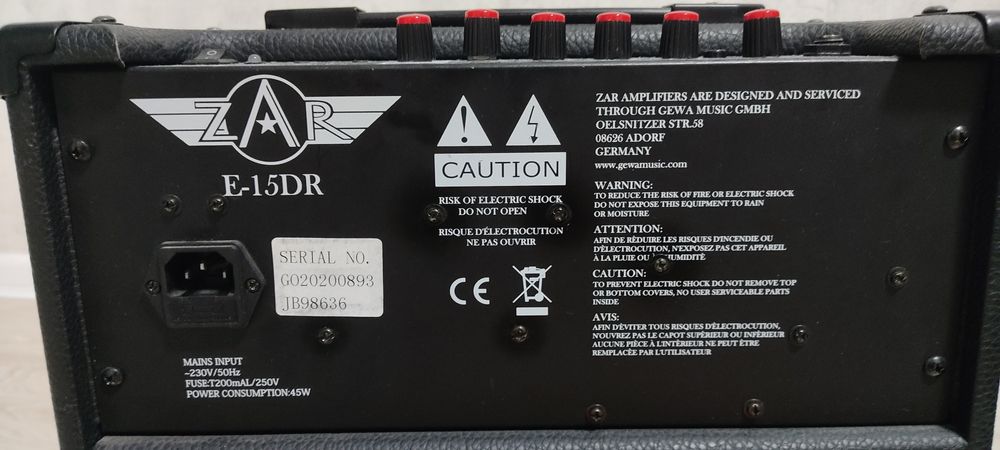 ZAR
E-15DR
SERIAL NO.
GO20200893
JB98636
MAINS INPUT
~230V/50Hz
FUSE:T200mAL/250V
POWER CONSUMPTION:45W
CAUTION
RISK OF ELECTRIC SHOCK
DO NOT OPEN
RISQUE D'ÉLECTROCUTION
NE PAS OUVRIR
CE
ZAR AMPLIFIERS ARE DESIGNED AND SERVICED
THROUGH GEWA MUSIC GMBH
OELSNITZER STR.58
08626 ADORF
GERMANY
www.gewamusic.com
WARNING:
TO REDUCE THE RISK OF FIRE OR ELECTRIC SHOCK
DO NOT EXPOSE THIS EQUIPMENT TO RAIN
OR MOISTURE
ATTENTION:
AFIN DE RÉDUIRE LES RISQUES D'INCENDIE OU
D'ÉLECTROCUTION, N'EXPOSEZ PAS CET APPAREIL
À LA PLUIE OU L'HUMIDITÉ
CAUTION:
TO PREVENT ELECTRIC SHOCK DO NOT REMOVE TOP
OR BOTTOM COVERS, NO USER SERVICEABLE PARTS
INSIDE
AVIS:
AFIN D'ÉVITER TOUS RISQUES D'ÉLECTROCUTION,
N'OUVREZ PAS LE CAPOT SUPÉRIEUR OU INFÉRIEUR
AUCUNE PIÈCE À L'INTÉRIEUR NE PEUT ÊTRE
REMPLACÉE PAR L'UTILISATEUR